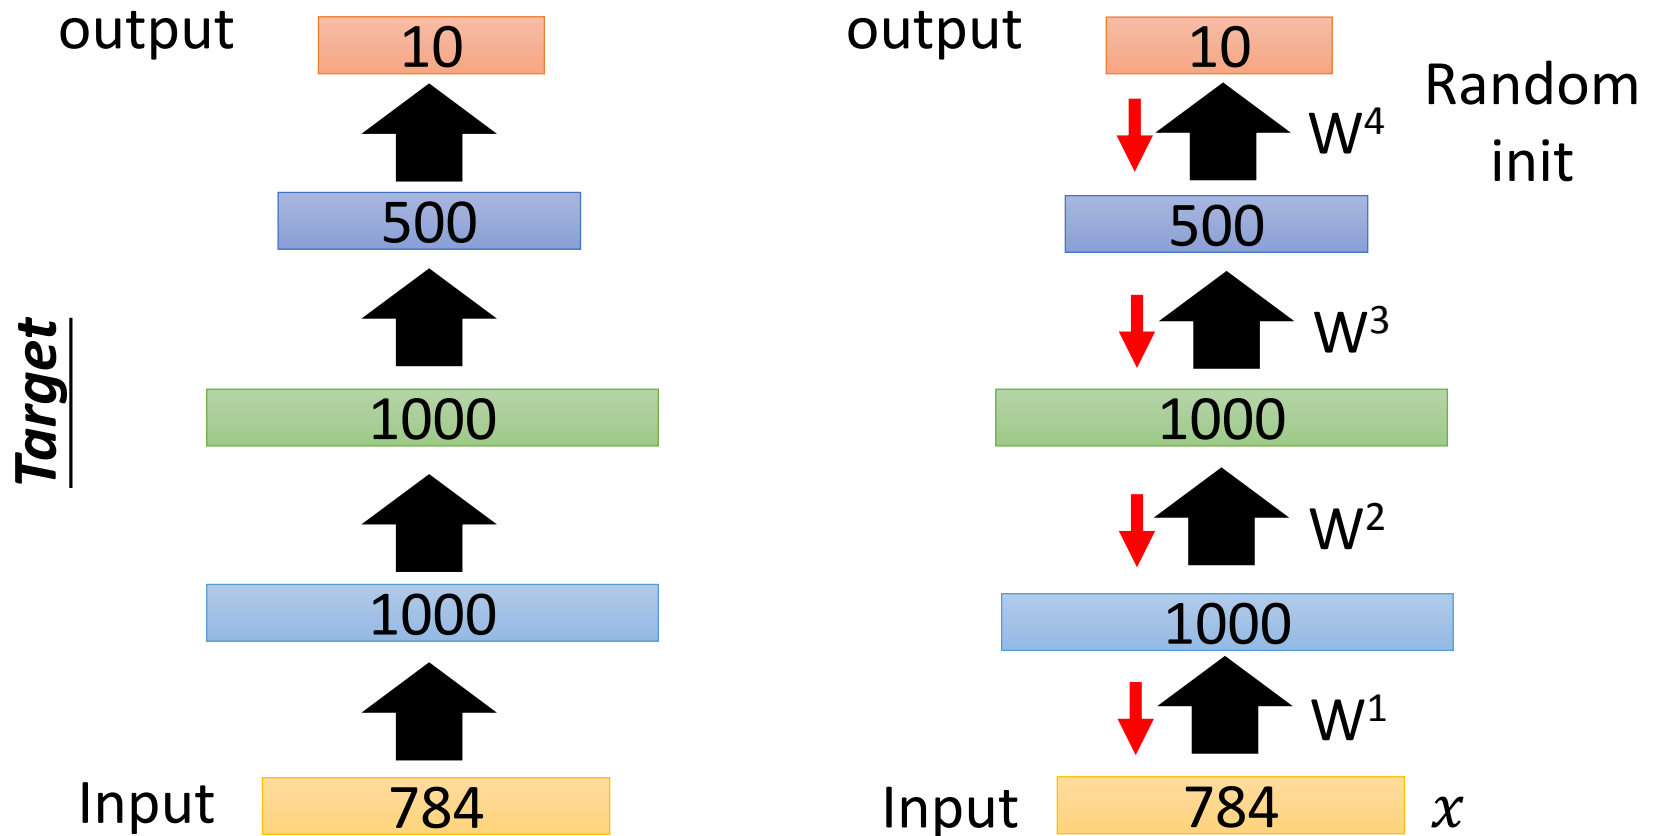 output
10
500
Target
1000
1000
Input
784
output
10
Random
init
W⁴
500
W³
1000
W²
1000
W¹
Input
784
x